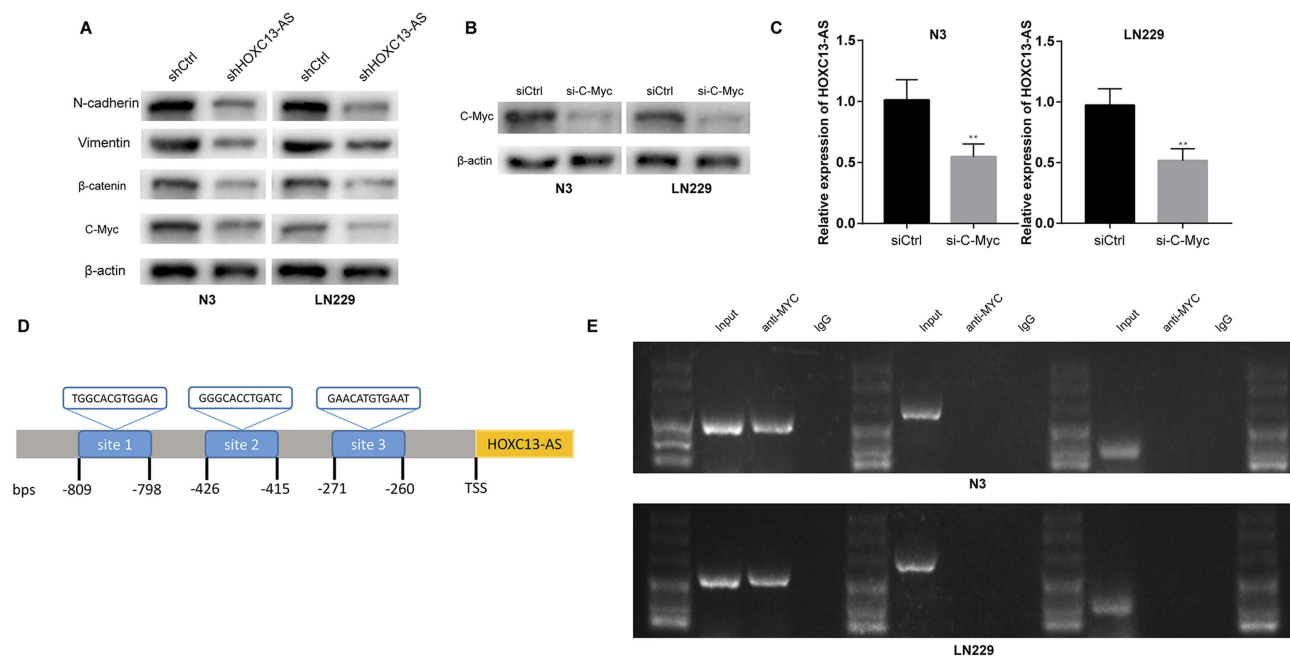 A
shCtrl
shHOXC13-AS
shCtrl
shHOXC13-AS
N-cadherin
Vimentin
β-catenin
C-Myc
β-actin
N3
LN229
B
siCtrl
si-C-Myc
siCtrl
si-C-Myc
C-Myc
β-actin
N3
LN229
C
N3
Relative expression of HOXC13-AS
1.5
1.0
0.5
0.0
**
siCtrl
si-C-Myc
LN229
Relative expression of HOXC13-AS
1.5
1.0
0.5
0.0
**
siCtrl
si-C-Myc
D
TGGCACGTGGAG
GGGCACCTGATC
GAACATGTGAAT
site 1
site 2
site 3
HOXC13-AS
bps
-809
-798
-426
-415
-271
-260
TSS
E
Input
anti-MYC
IgG
Input
anti-MYC
IgG
Input
anti-MYC
IgG
N3
LN229